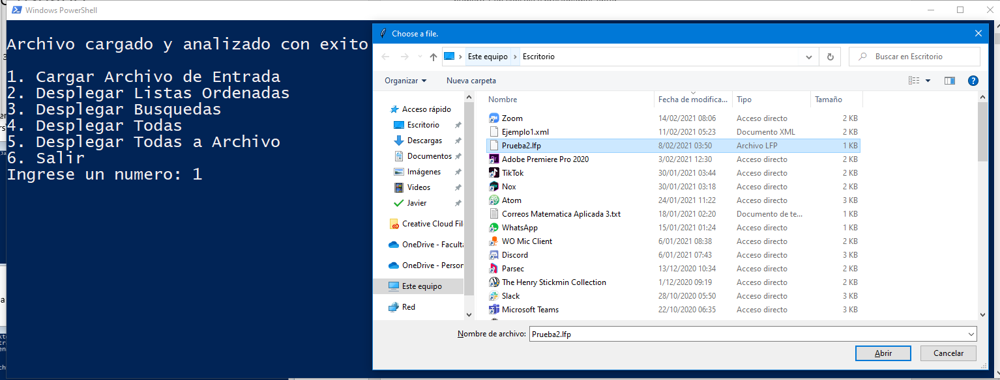 Windows PowerShell
Archivo cargado y analizado con exito
1. Cargar Archivo de Entrada
2. Desplegar Listas Ordenadas
3. Desplegar Busquedas
4. Desplegar Todas
5. Desplegar Todas a Archivo
6. Salir
Ingrese un numero: 1
Choose a file.
Este equipo > Escritorio
Buscar en Escritorio
Organizar
Nueva carpeta
Acceso rápido
Escritorio
Descargas
Documentos
Imágenes
Videos
Javier
Creative Cloud Fil
OneDrive - Faculta
OneDrive - Person
Este equipo
Red
Nombre Fecha de modifica... Tipo Tamaño
Zoom 14/02/2021 08:06 Acceso directo 2 KB
Ejemplo1.xml 11/02/2021 05:23 Documento XML 2 KB
Prueba2.lfp 8/02/2021 03:50 Archivo LFP 1 KB
Adobe Premiere Pro 2020 3/02/2021 12:30 Acceso directo 2 KB
TikTok 30/01/2021 03:44 Acceso directo 2 KB
Nox 30/01/2021 03:18 Acceso directo 2 KB
Atom 24/01/2021 11:22 Acceso directo 3 KB
Correos Matematica Aplicada 3.txt 18/01/2021 02:20 Documento de te... 1 KB
WhatsApp 15/01/2021 01:24 Acceso directo 1 KB
WO Mic Client 6/01/2021 08:38 Acceso directo 2 KB
Discord 6/01/2021 07:43 Acceso directo 3 KB
Parsec 13/12/2020 10:34 Acceso directo 2 KB
The Henry Stickmin Collection 1/12/2020 09:19 Acceso directo 2 KB
Slack 28/10/2020 05:50 Acceso directo 3 KB
Microsoft Teams 22/10/2020 06:35 Acceso directo 3 KB
Nombre de archivo: Prueba2.lfp
Abrir
Cancelar